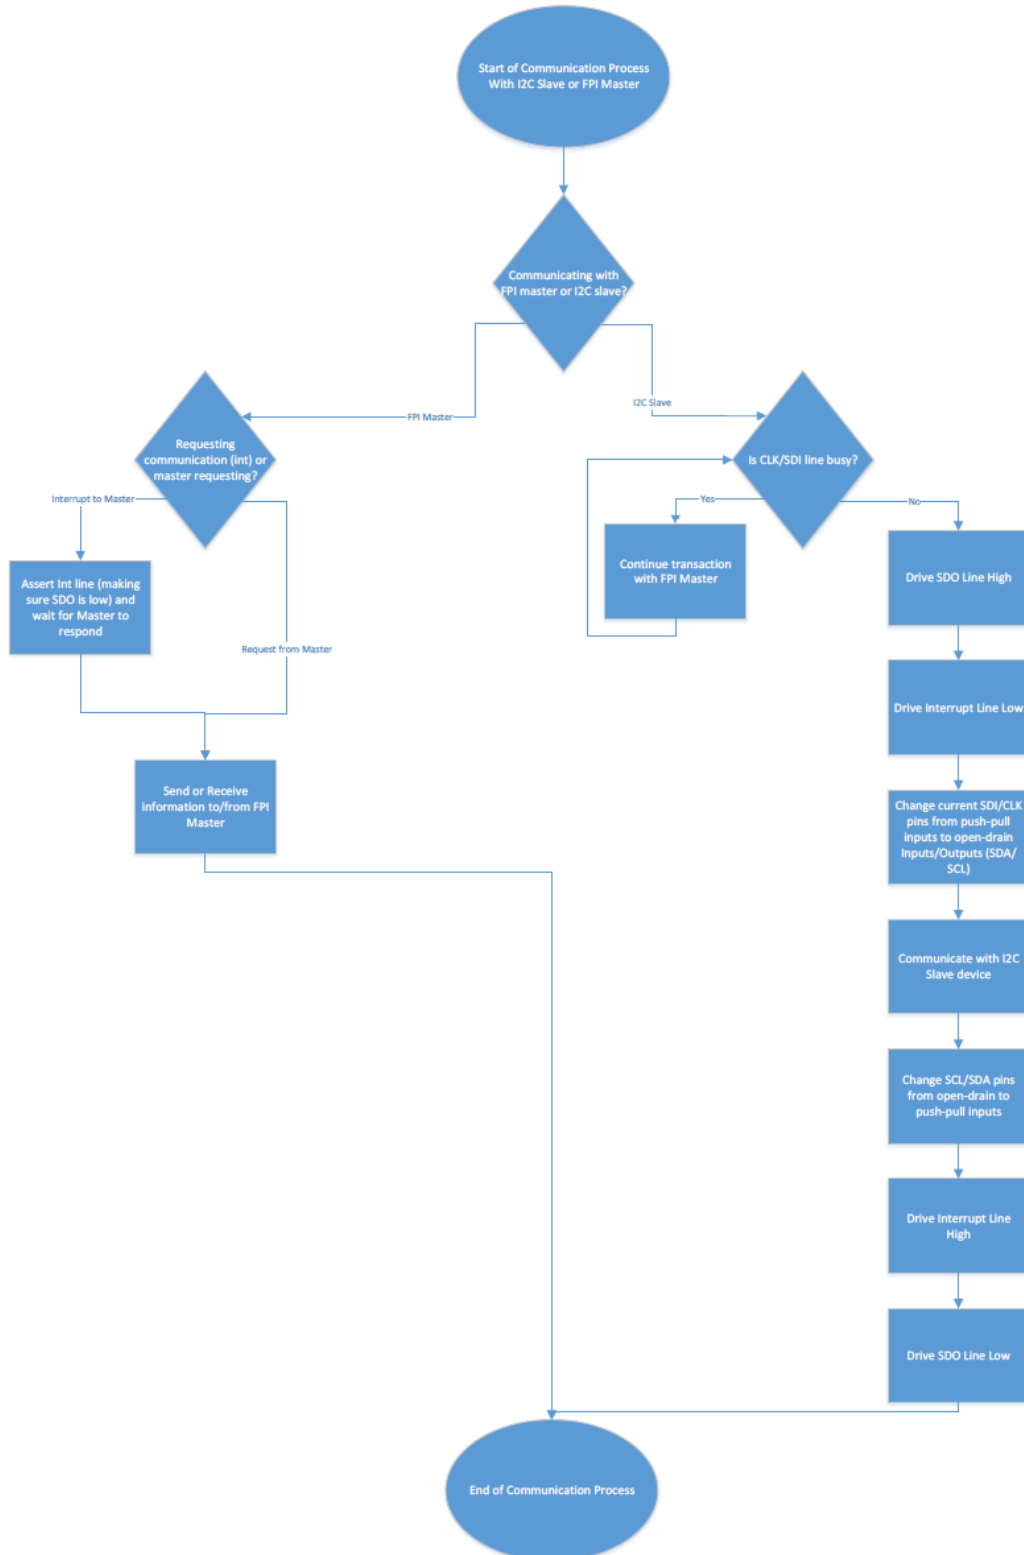 Start of Communication Process
With I2C Slave or FPI Master
Communicating with
FPI master or I2C slave?
FPI Master
I2C Slave
Requesting
communication (int) or
master requesting?
Is CLK/SDI line busy?
Interrupt to Master
Yes
No
Assert Int line (making
sure SDO is low) and
wait for Master to
respond
Continue transaction
with FPI Master
Drive SDO Line High
Request from Master
Drive Interrupt Line Low
Send or Receive
information to/from FPI
Master
Change current SDI/CLK
pins from push-pull
inputs to open-drain
Inputs/Outputs (SDA/
SCL)
Communicate with I2C
Slave device
Change SCL/SDA pins
from open-drain to
push-pull inputs
Drive Interrupt Line
High
Drive SDO Line Low
End of Communication Process